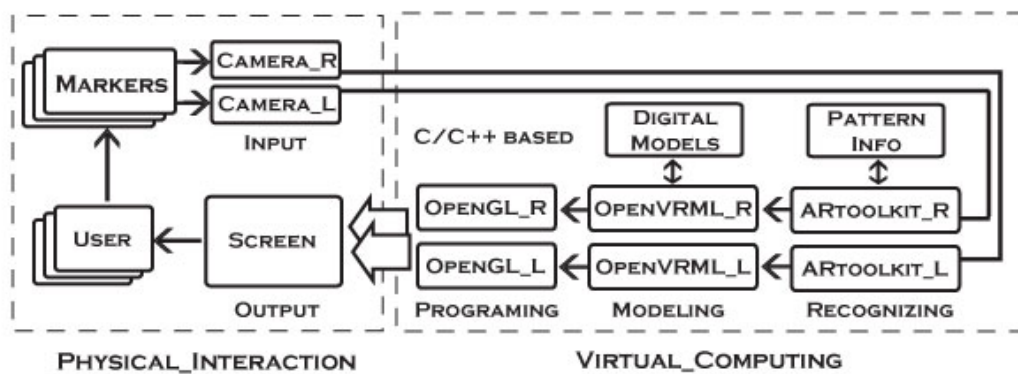 MARKERS
CAMERA_R
CAMERA_L
INPUT
USER
SCREEN
OUTPUT
PHYSICAL_INTERACTION
C/C++ BASED
DIGITAL
MODELS
PATTERN
INFO
OPENGL_R
OPENVRML_R
ARTOOLKIT_R
OPENGL_L
OPENVRML_L
ARTOOLKIT_L
PROGRAMING
MODELING
RECOGNIZING
VIRTUAL_COMPUTING